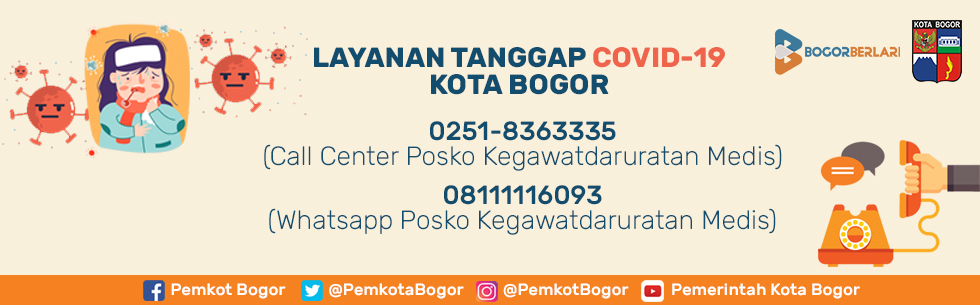 LAYANAN TANGGAP COVID-19
KOTA BOGOR
BOGORBERLARI
KOTA BOGOR
0251-8363335
(Call Center Posko Kegawatdaruratan Medis)
08111116093
(Whatsapp Posko Kegawatdaruratan Medis)
Pemkot Bogor @PemkotaBogor @PemkotBogor Pemerintah Kota Bogor